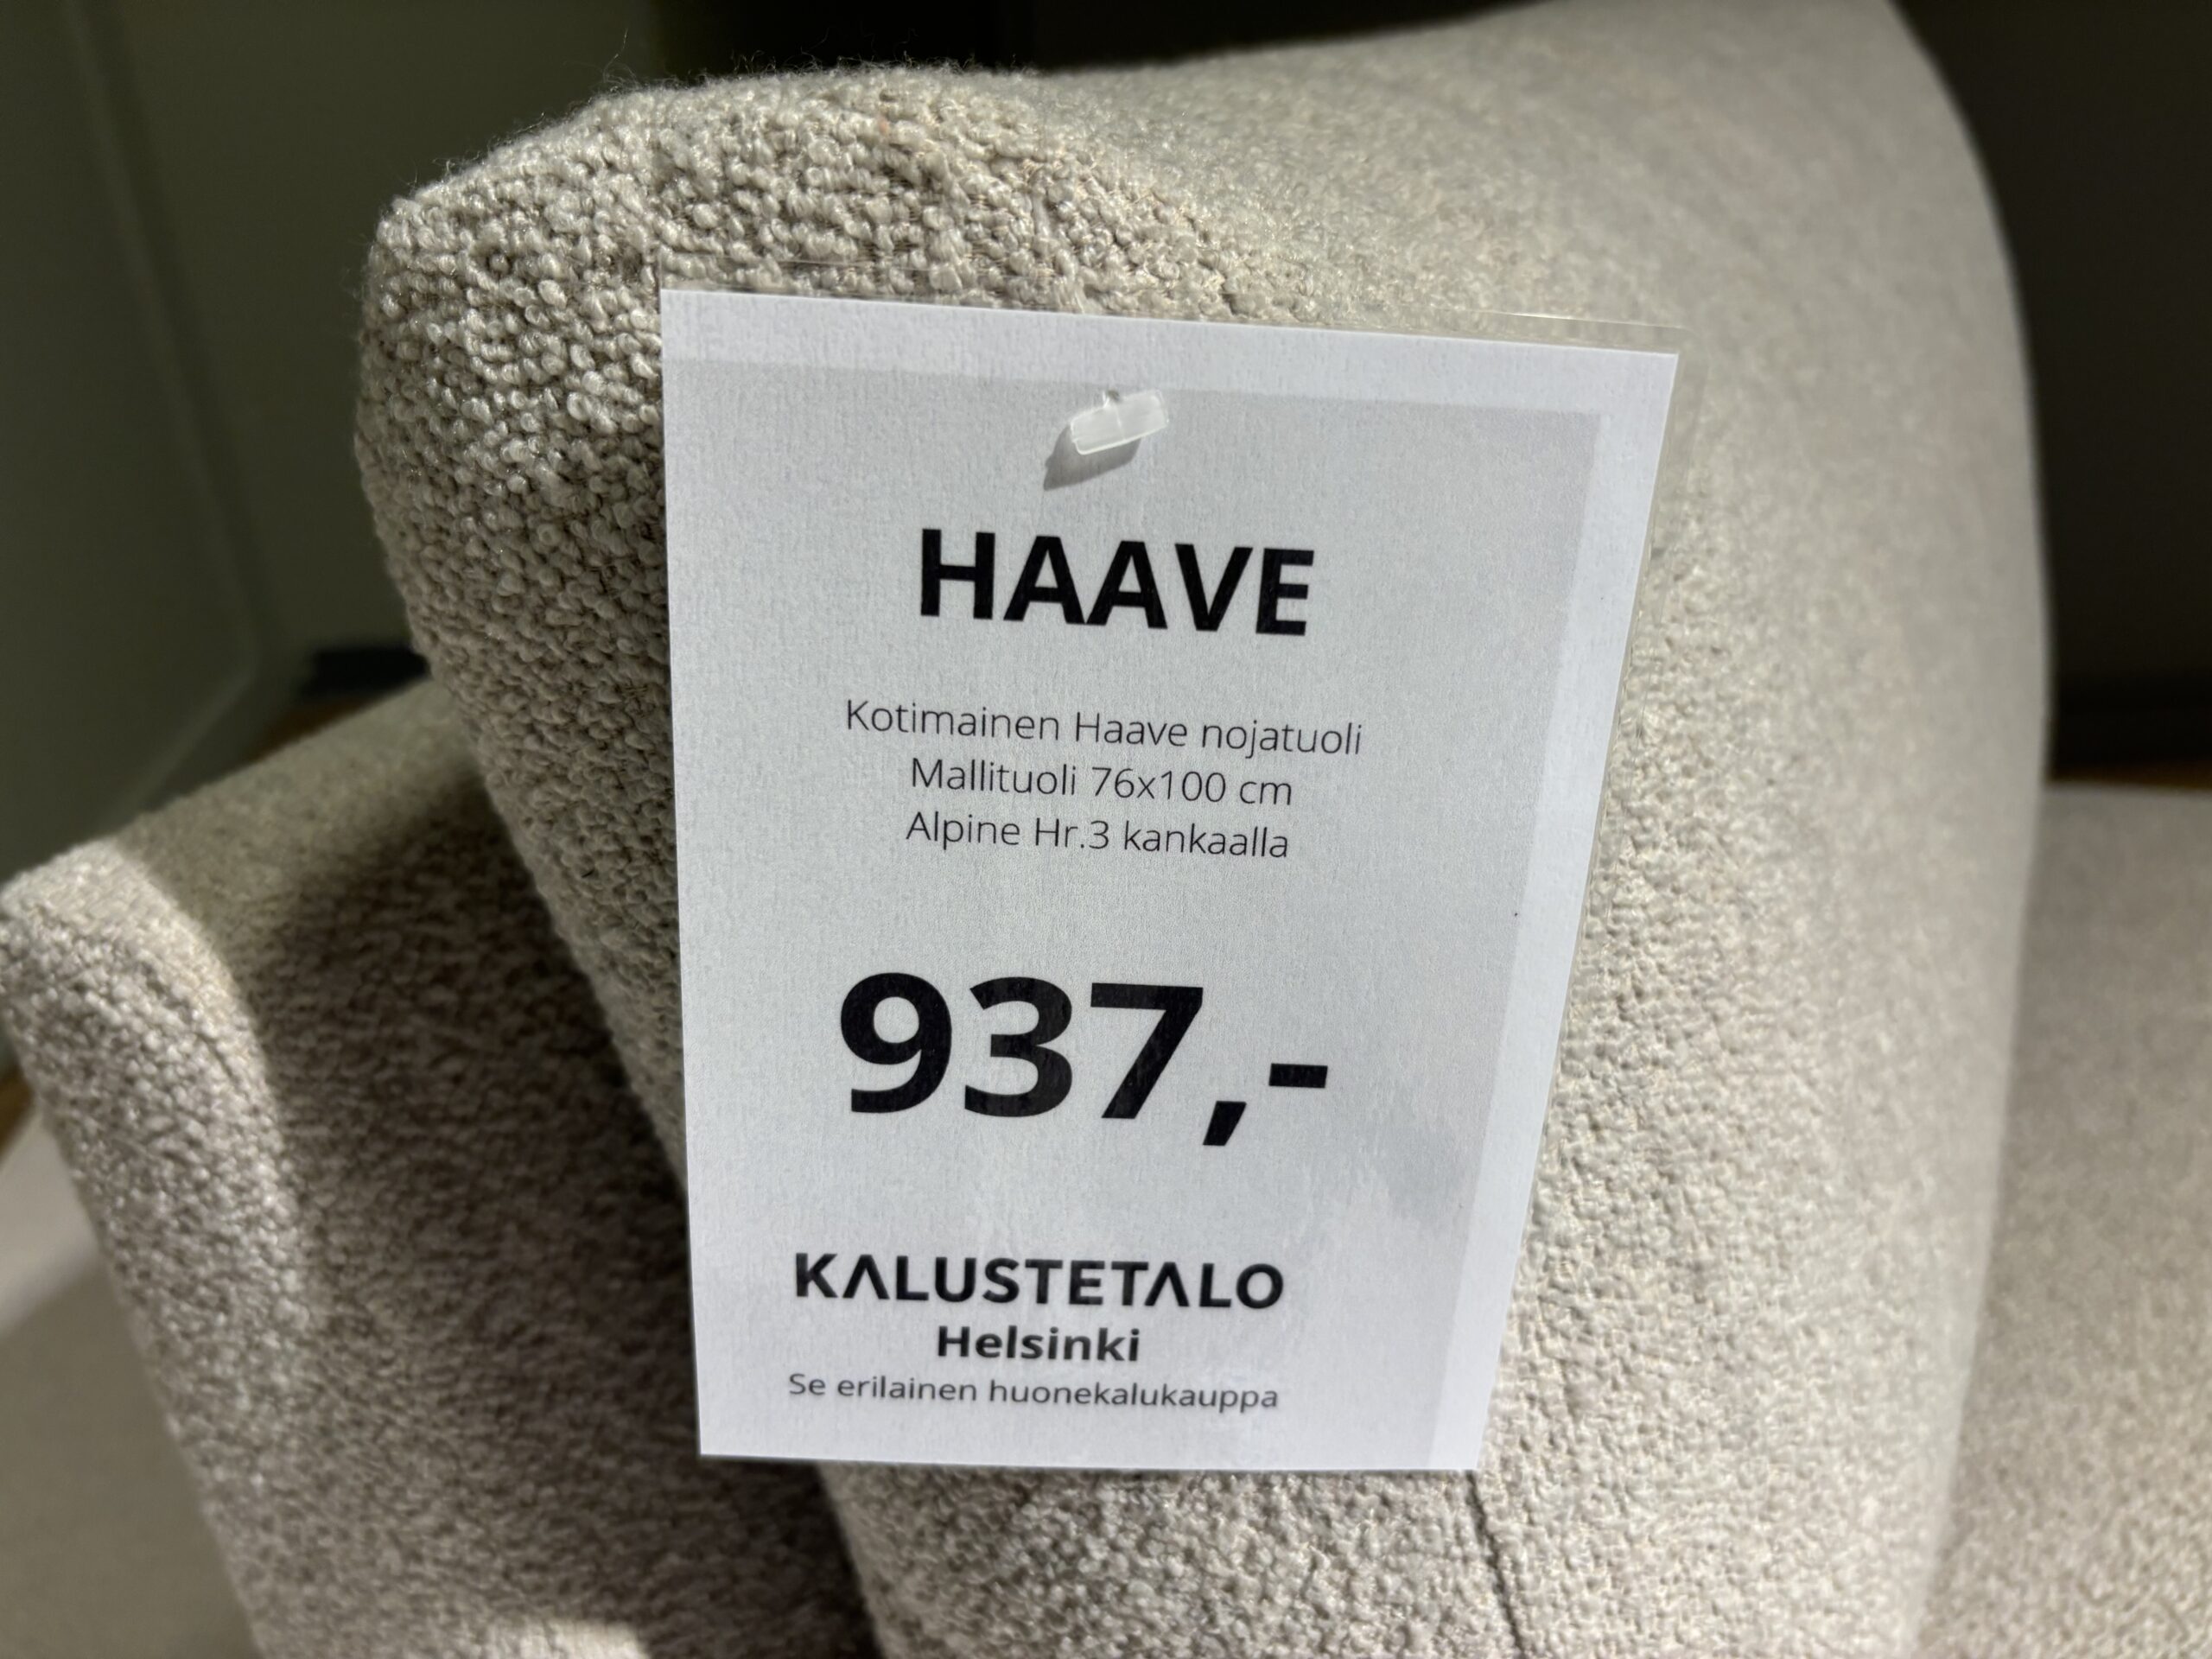 HAAVE
Kotimainen Haave nojatuoli
Mallituoli 76x100 cm
Alpine Hr.3 kankaalla
937,-
KALUSTETALO
Helsinki
Se erilainen huonekalukauppa